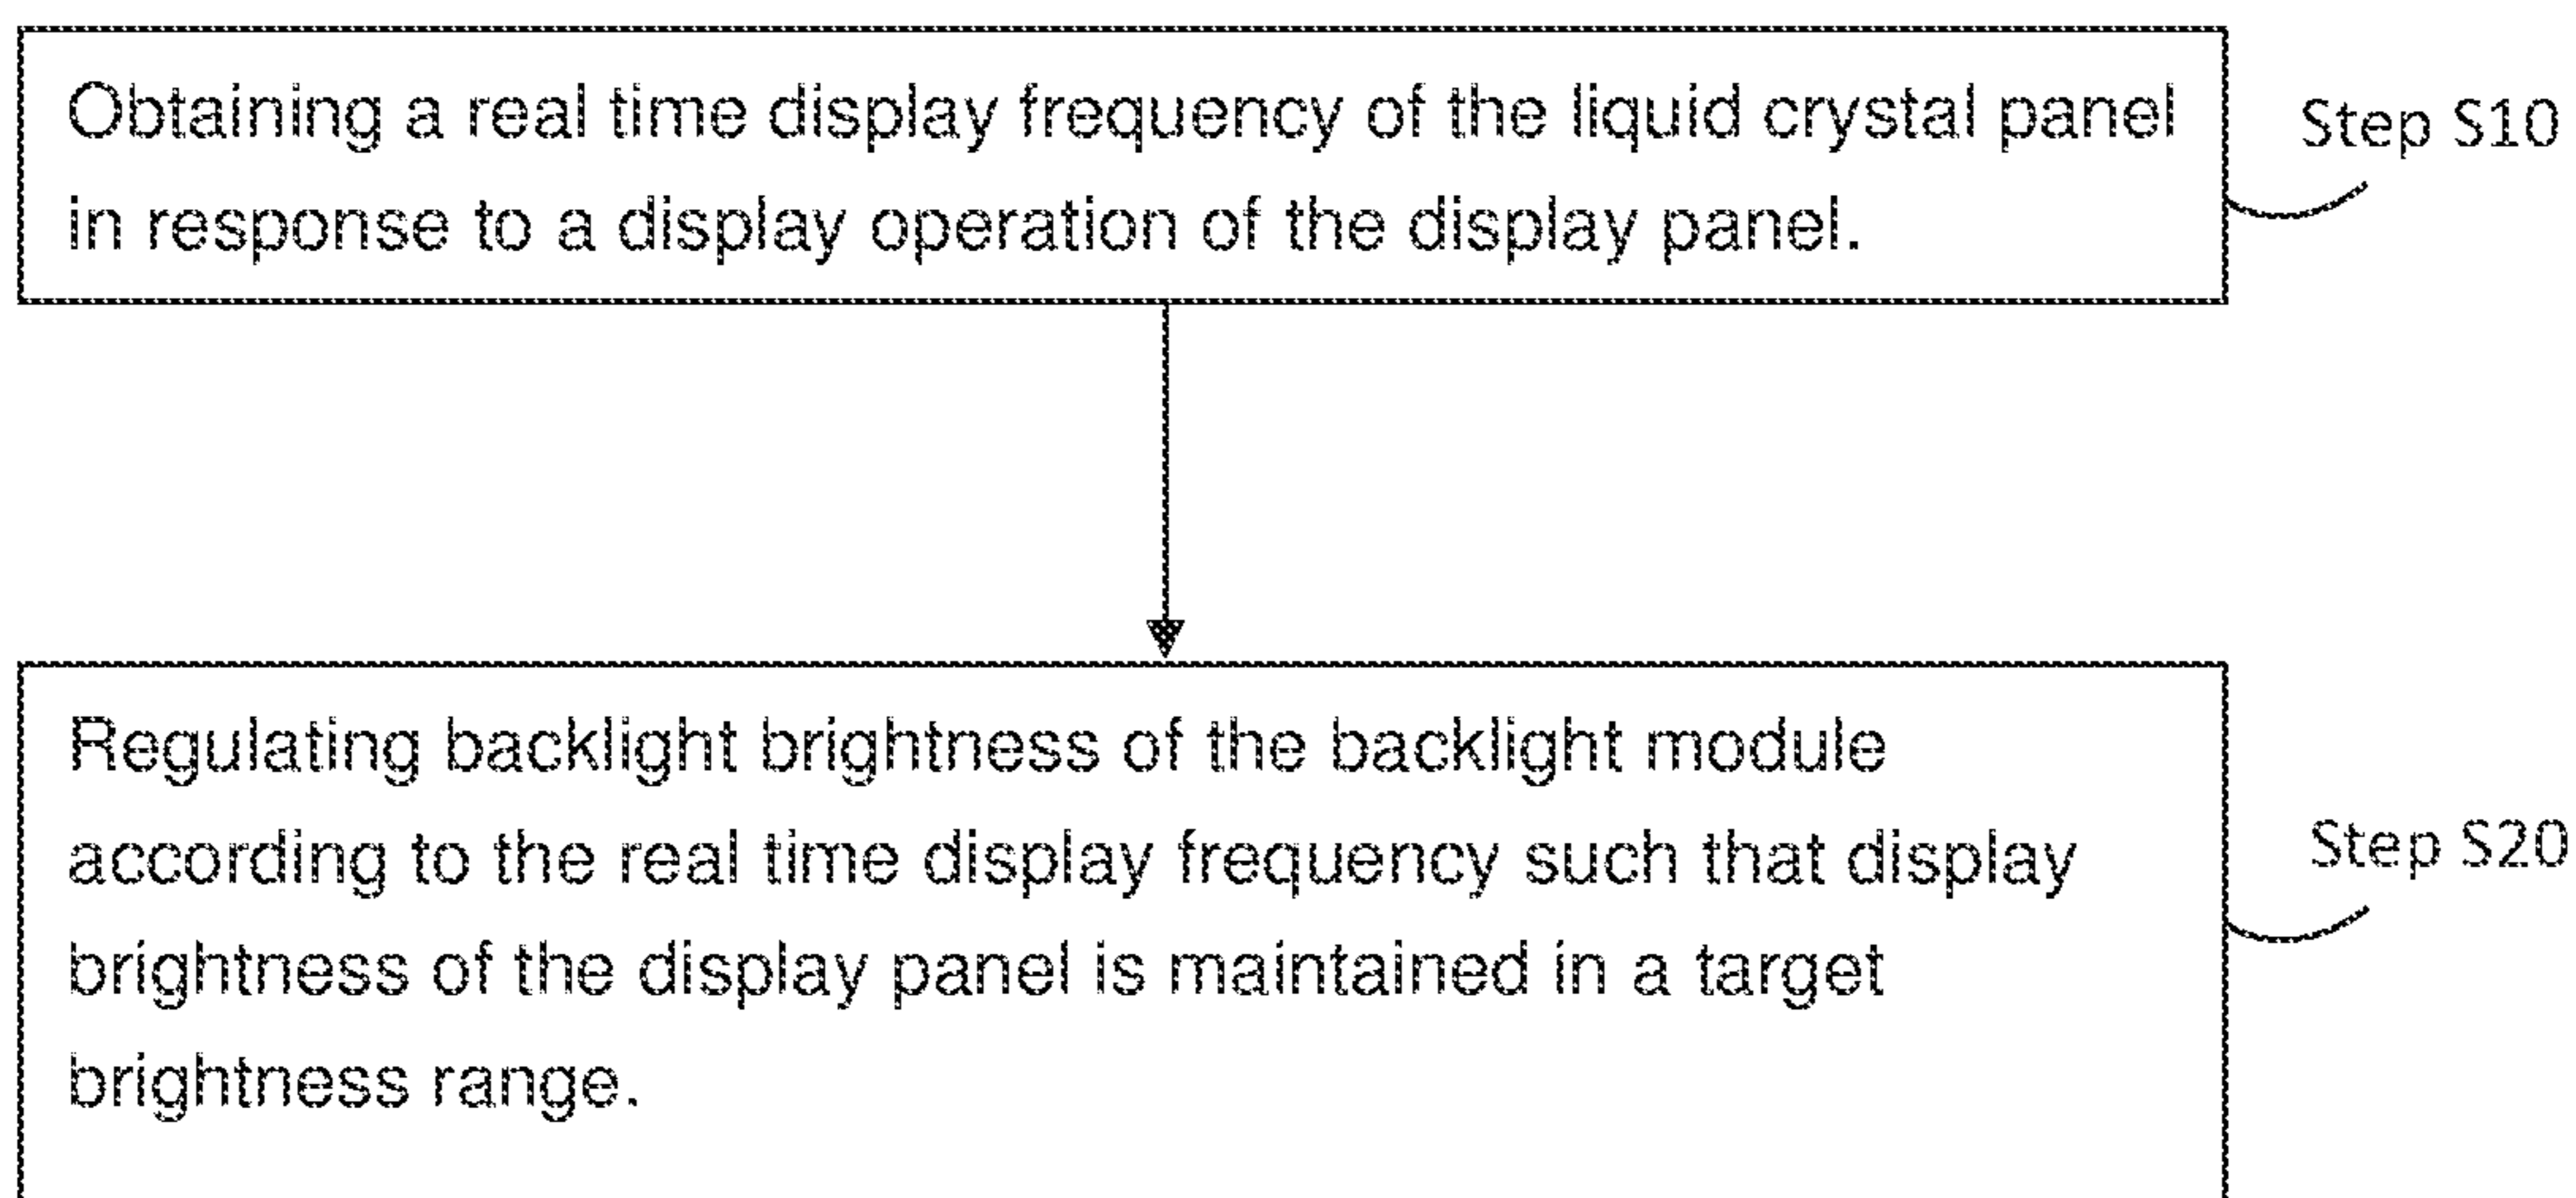 Obtaining a real time display frequency of the liquid crystal panel
in response to a display operation of the display panel.
Step S10
Regulating backlight brightness of the backlight module
according to the real time display frequency such that display
brightness of the display panel is maintained in a target
brightness range.
Step S20